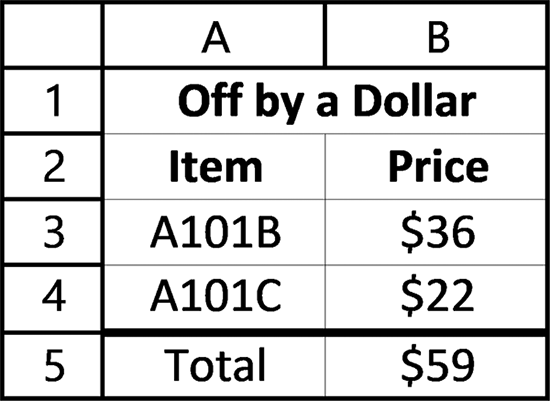 A B
1 Off by a Dollar
2 Item Price
3 A101B $36
4 A101C $22
5 Total $59